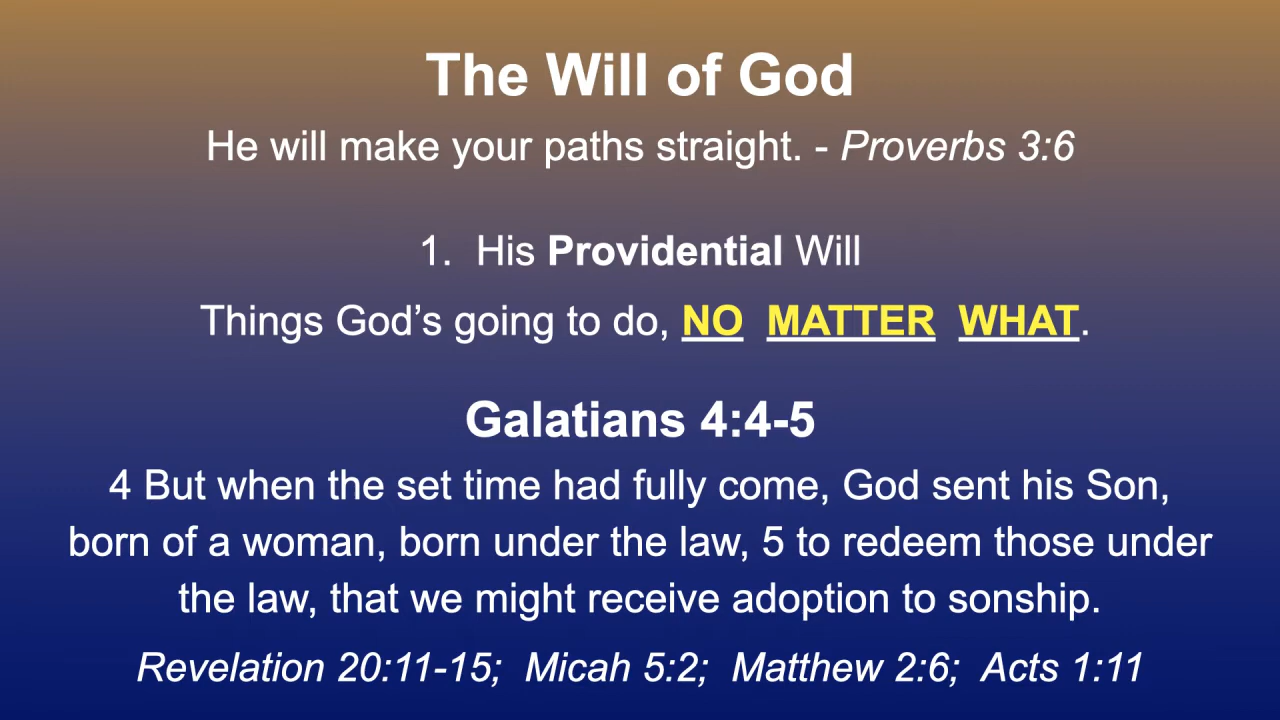 The Will of God
He will make your paths straight. - Proverbs 3:6
1. His Providential Will
Things God’s going to do, NO MATTER WHAT.
Galatians 4:4-5
4 But when the set time had fully come, God sent his Son,
born of a woman, born under the law, 5 to redeem those under
the law, that we might receive adoption to sonship.
Revelation 20:11-15; Micah 5:2; Matthew 2:6; Acts 1:11